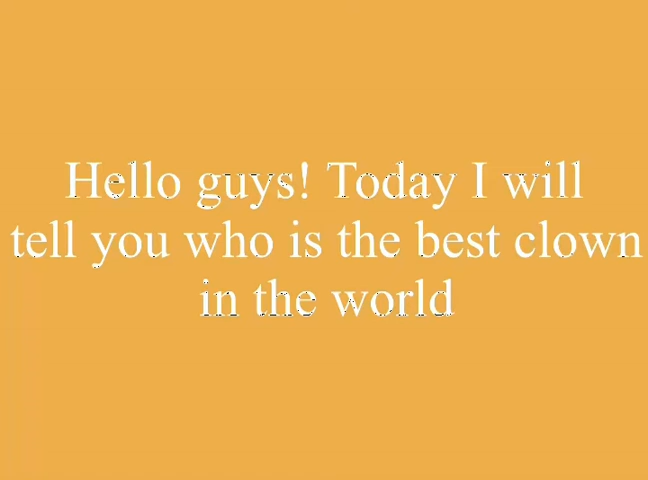 Hello guys! Today I will
tell you who is the best clown
in the world